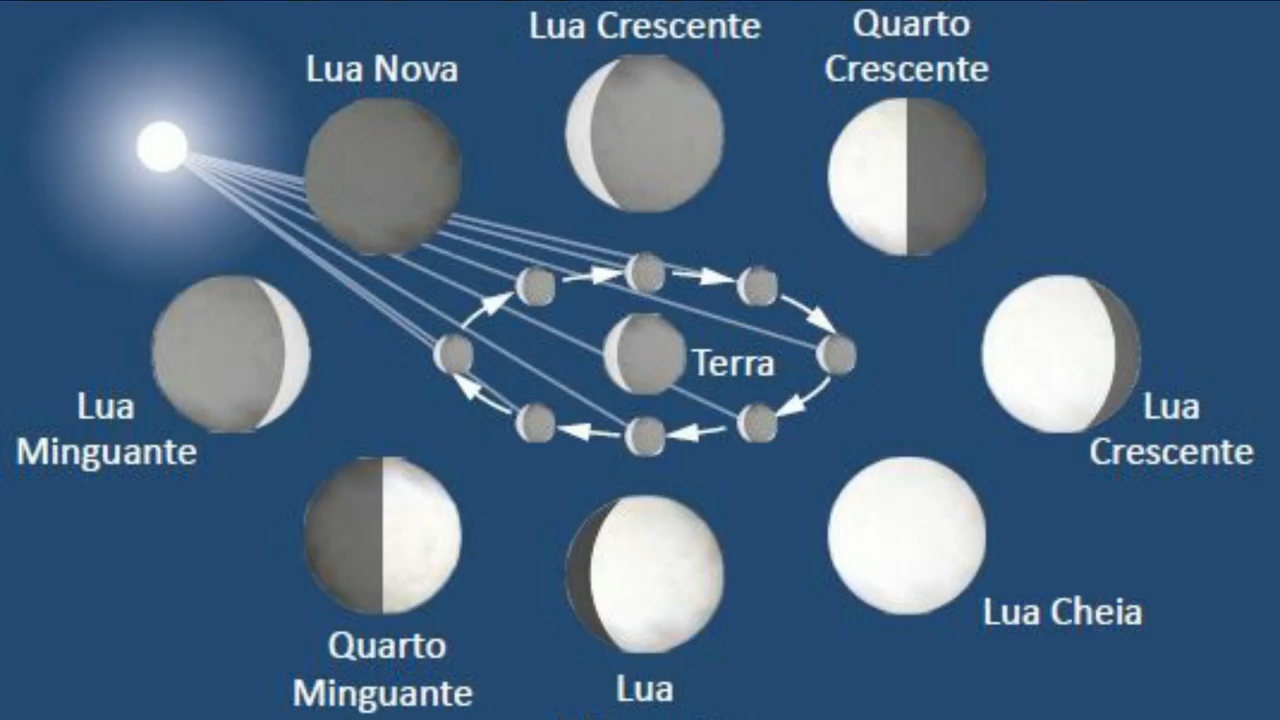 Lua Nova
Lua Crescente
Quarto
Crescente
Terra
Lua
Minguante
Lua
Crescente
Quarto
Minguante
Lua
Lua Cheia